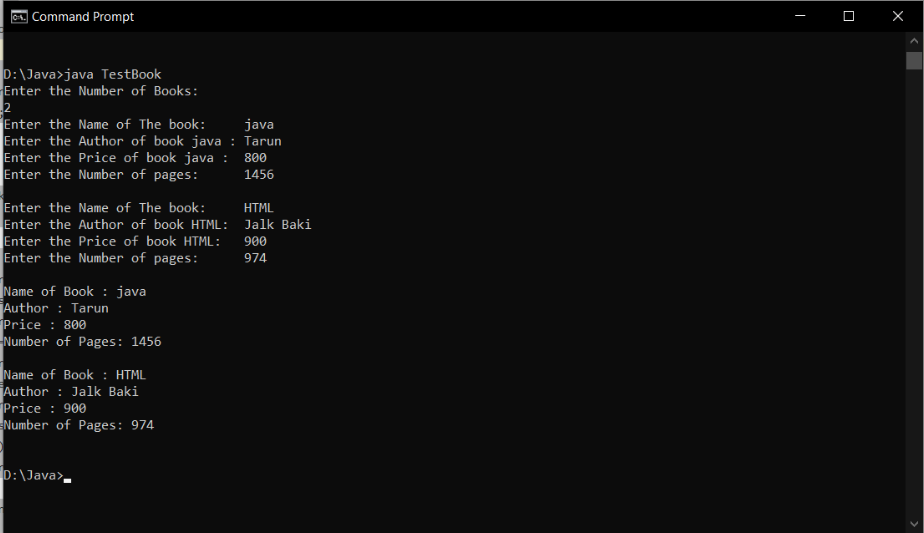 Command Prompt
D:\Java>java TestBook
Enter the Number of Books:
2
Enter the Name of The book:     java
Enter the Author of book java : Tarun
Enter the Price of book java :  800
Enter the Number of pages:      1456
Enter the Name of The book:     HTML
Enter the Author of book HTML:  Jalk Baki
Enter the Price of book HTML:   900
Enter the Number of pages:      974
Name of Book : java
Author : Tarun
Price : 800
Number of Pages: 1456
Name of Book : HTML
Author : Jalk Baki
Price : 900
Number of Pages: 974
D:\Java>